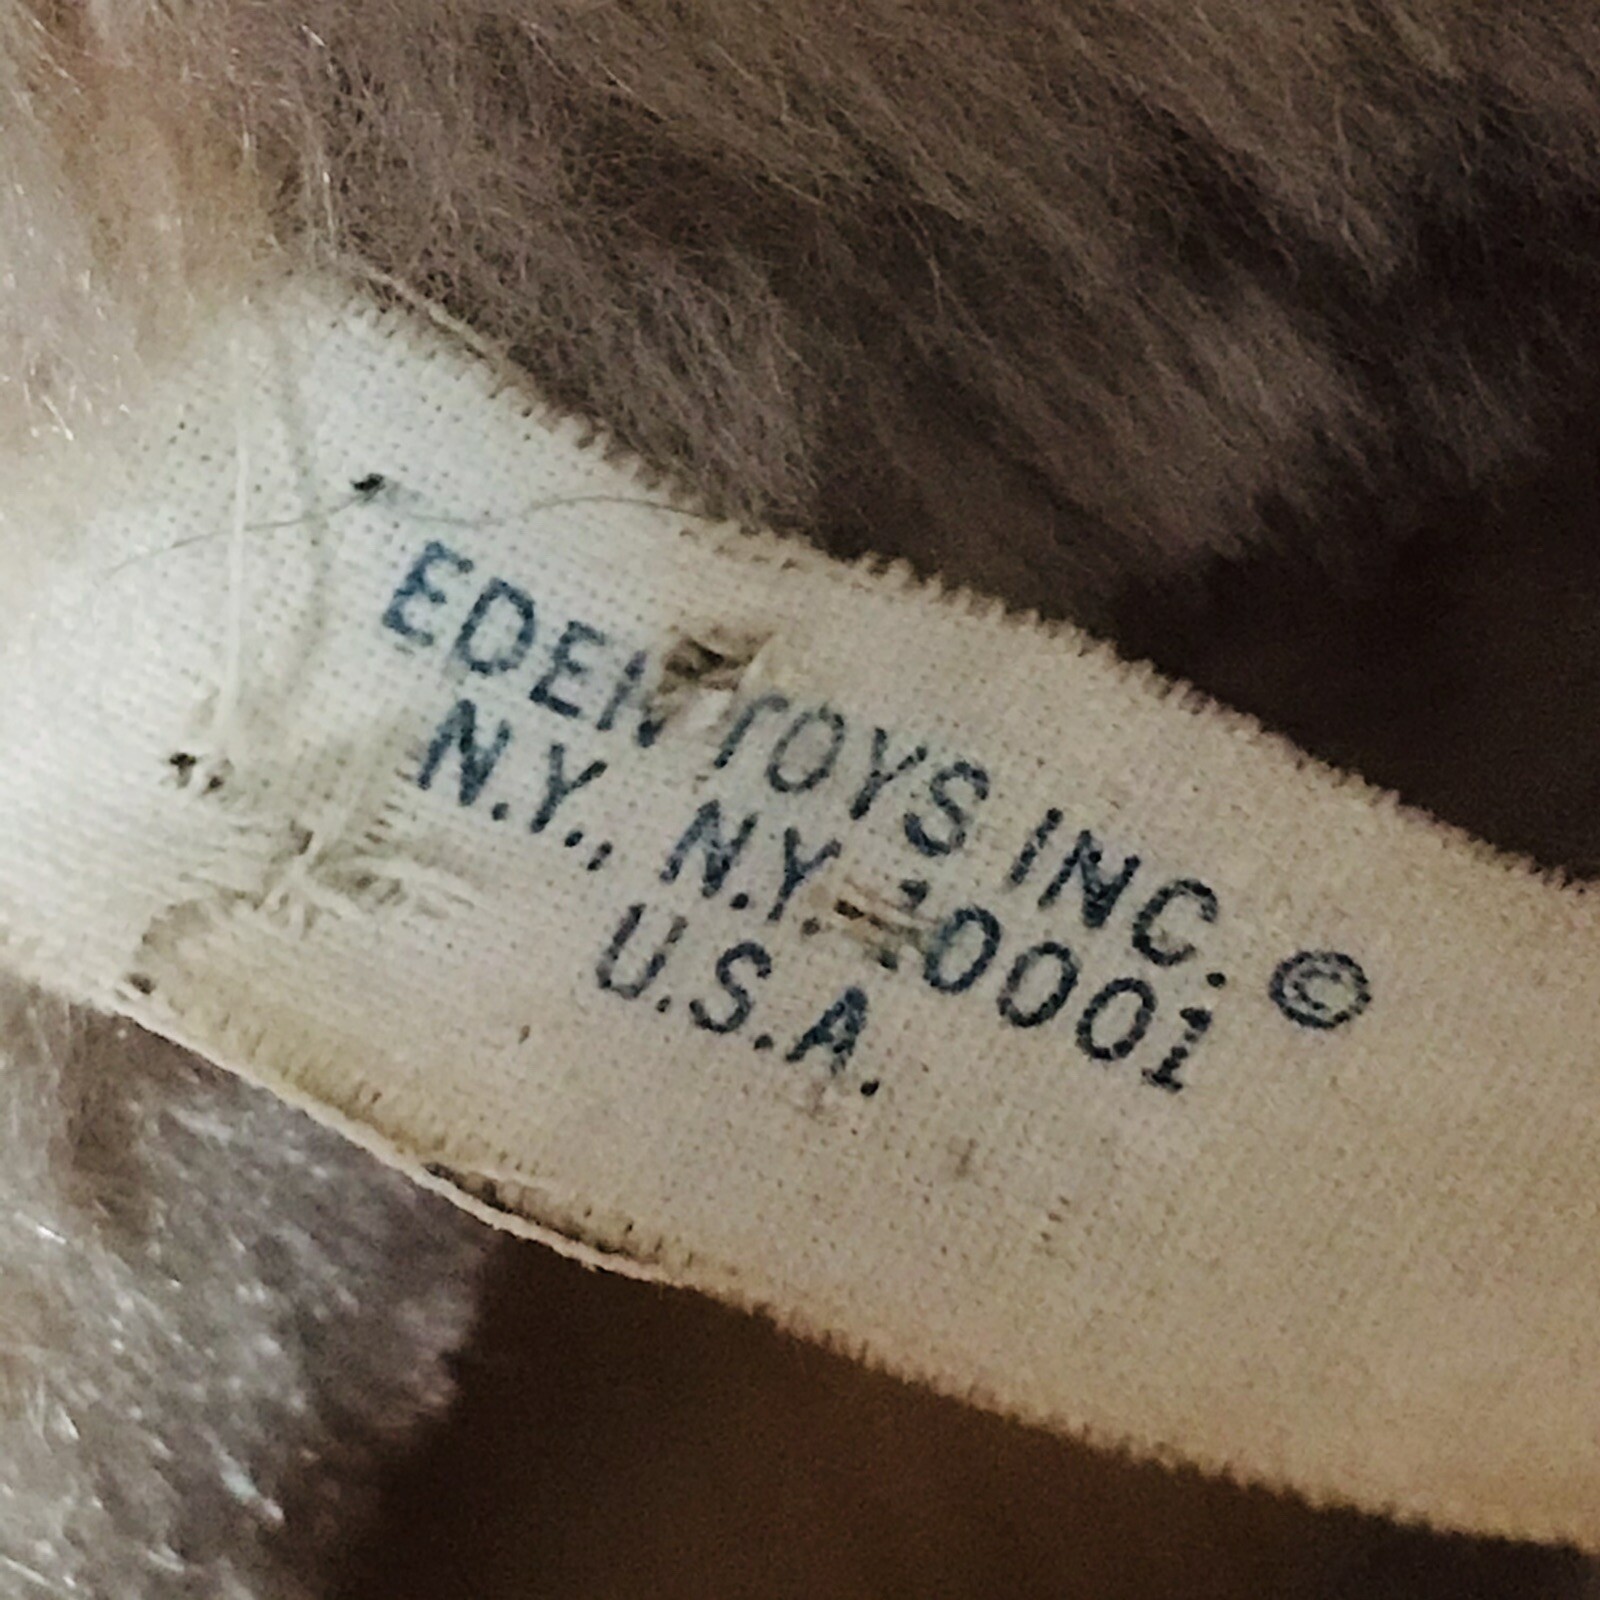 EDEN TOYS INC. ©
N.Y., N.Y. 10001
U.S.A.